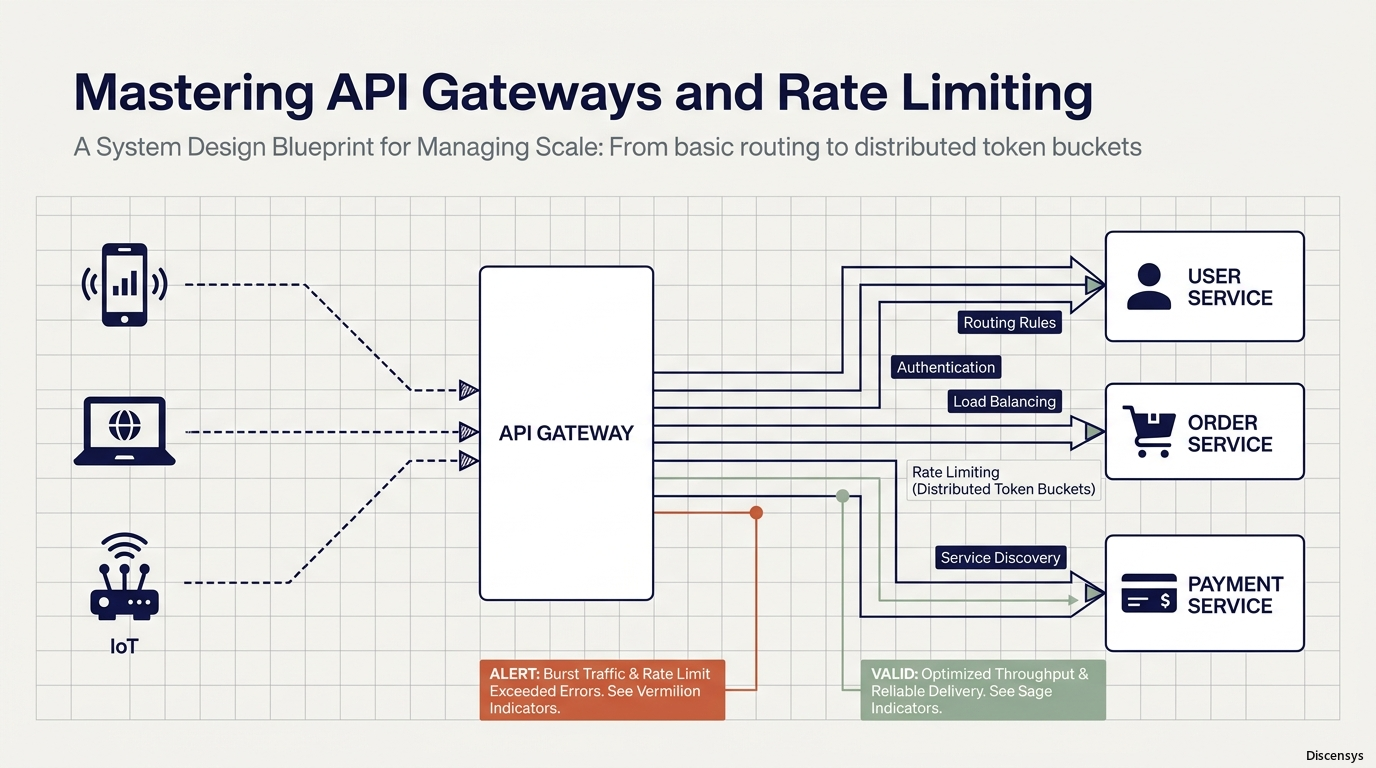 Mastering API Gateways and Rate Limiting
A System Design Blueprint for Managing Scale: From basic routing to distributed token buckets
IoT
API GATEWAY
Routing Rules
Authentication
Load Balancing
Rate Limiting
(Distributed Token Buckets)
Service Discovery
USER
SERVICE
ORDER
SERVICE
$
PAYMENT
SERVICE
ALERT: Burst Traffic & Rate Limit
Exceeded Errors. See Vermilion
Indicators.
VALID: Optimized Throughput &
Reliable Delivery. See Sage
Indicators.
Discensys